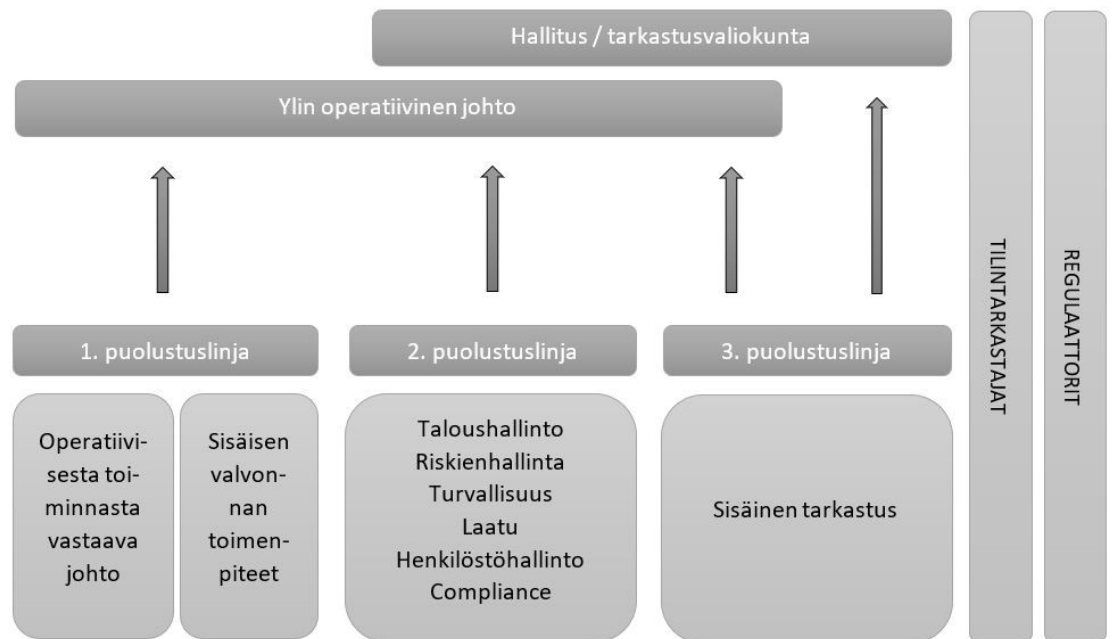 Hallitus / tarkastusvaliokunta
Ylin operatiivinen johto
1. puolustuslinja
2. puolustuslinja
3. puolustuslinja
Operatiivi-
sesta toi-
minnasta
vastaava
johto
Sisäisen
valvon-
nan
toimen-
piteet
Taloushallinto
Riskienhallinta
Turvallisuus
Laatu
Henkilöstöhallinto
Compliance
Sisäinen tarkastus
TILINTARKASTAJAT
REGULAATTORIT